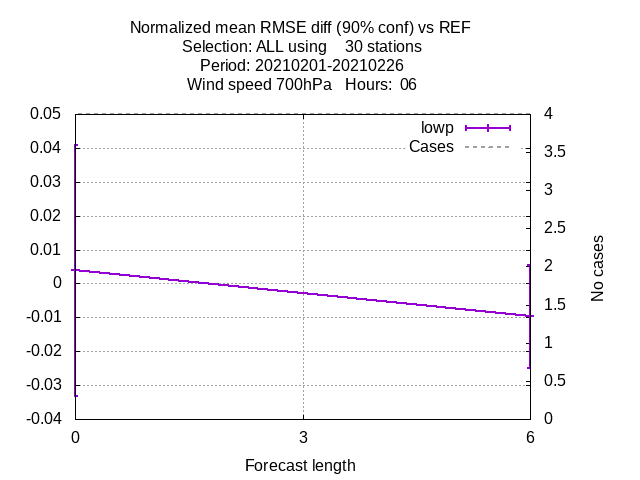 Normalized mean RMSE diff (90% conf) vs REF
Selection: ALL using    30 stations
Period: 20210201-20210226
Wind speed 700hPa   Hours:  06
lowp
Cases
0.05
0.04
0.03
0.02
0.01
0
-0.01
-0.02
-0.03
-0.04
4
3.5
3
2.5
2
1.5
1
0.5
0
No cases
0
3
6
Forecast length